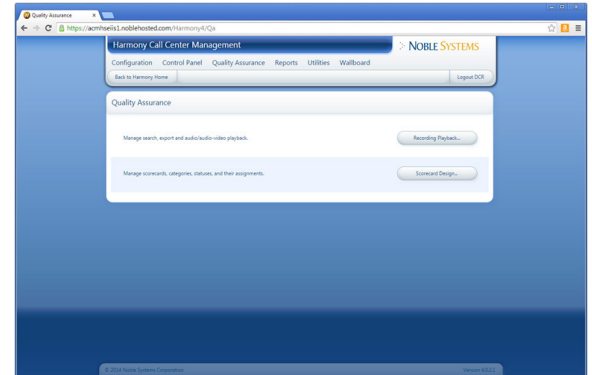 Quality Assurance
https://acmhseiis1.noblehosted.com/Harmony4/Qa
Harmony Call Center Management
> NOBLE SYSTEMS
Configuration Control Panel Quality Assurance Reports Utilities Wallboard
Back to Harmony Home
Logout DCR
Quality Assurance
Manage search, export and audio/audio-video playback.
Recording Playback...
Manage scorecards, categories, statuses, and their assignments.
Scorecard Design...
© 2014 Noble Systems Corporation